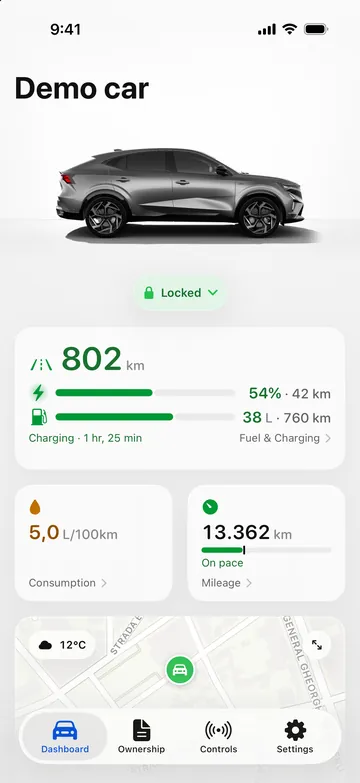 9:41
Demo car
Locked
802 km
54% · 42 km
38 L · 760 km
Charging · 1 hr, 25 min
Fuel & Charging
5,0 L/100km
Consumption
13.362 km
On pace
Mileage
12°C
STRADA
GENERAL GHEORG
Dashboard
Ownership
Controls
Settings